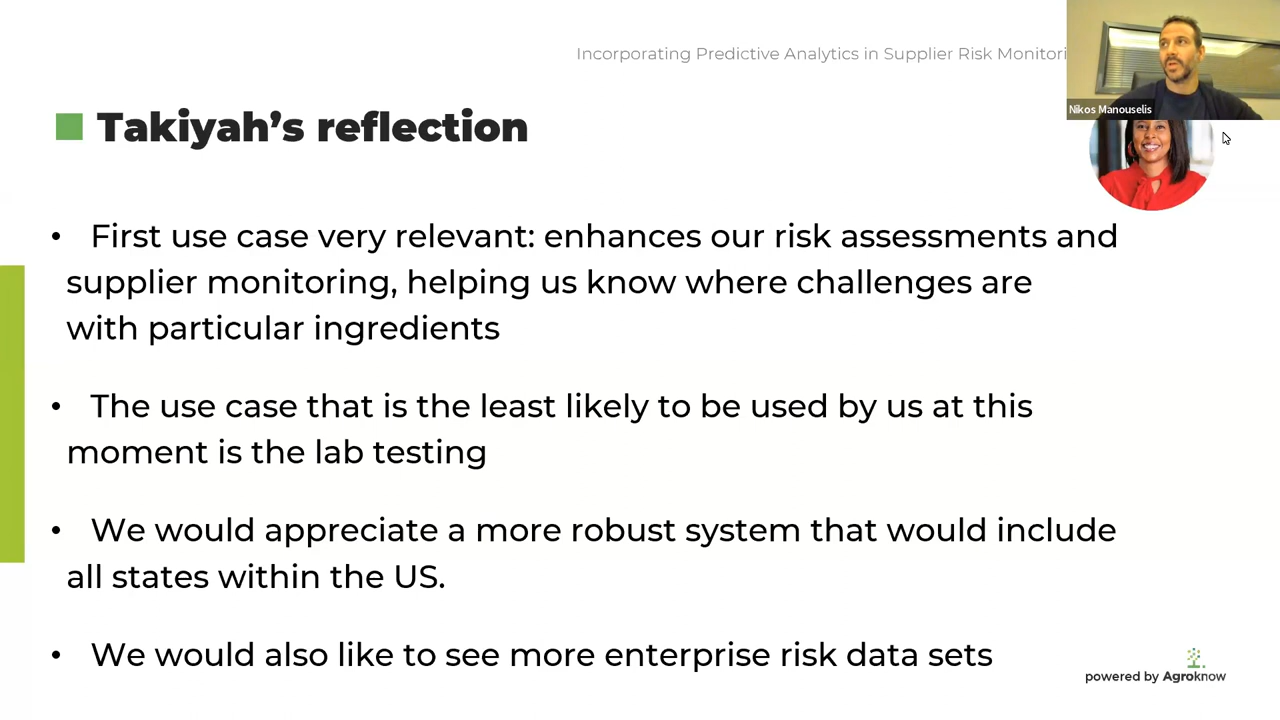 Incorporating Predictive Analytics in Supplier Risk Monitori
Nikos Manouselis
Takiyah’s reflection
• First use case very relevant: enhances our risk assessments and
supplier monitoring, helping us know where challenges are
with particular ingredients
• The use case that is the least likely to be used by us at this
moment is the lab testing
• We would appreciate a more robust system that would include
all states within the US.
• We would also like to see more enterprise risk data sets
powered by Agroknow